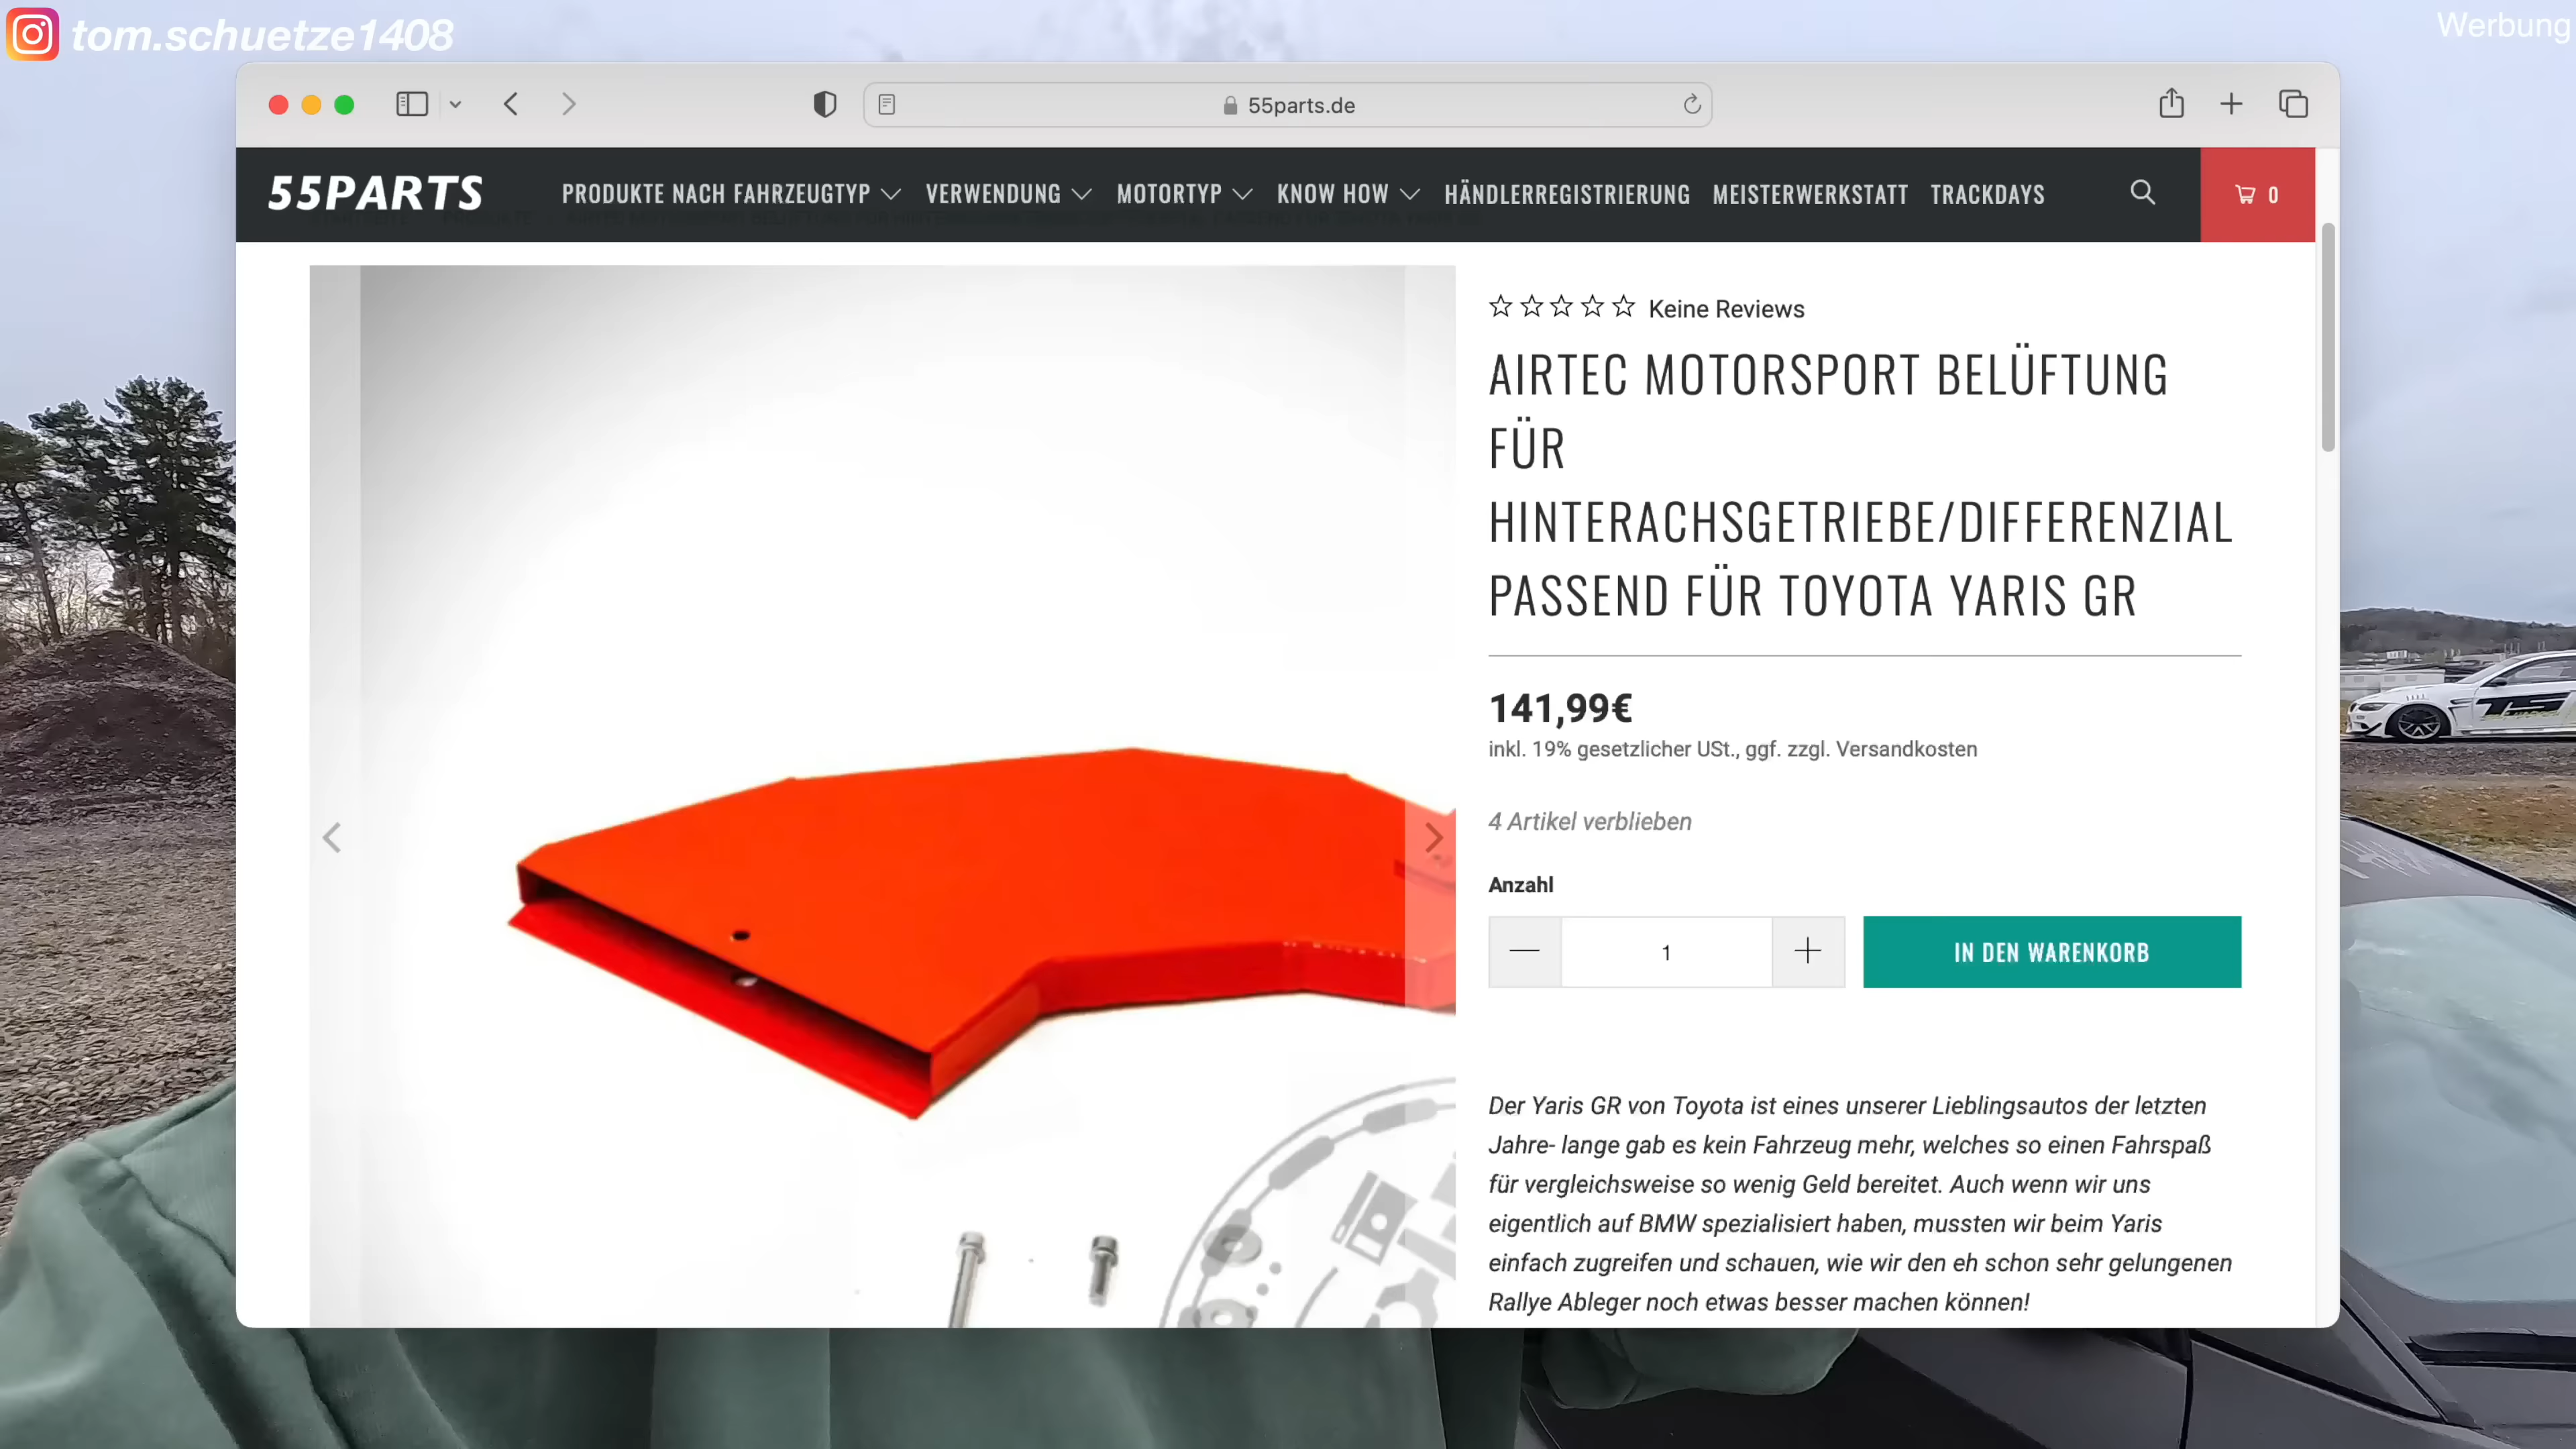 tom.schuetze1408
Werbung
55parts.de
55PARTS
PRODUKTE NACH FAHRZEUGTYP
VERWENDUNG
MOTORTYP
KNOW HOW
HÄNDLERREGISTRIERUNG
MEISTERWERKSTATT
TRACKDAYS
0
Keine Reviews
AIRTEC MOTORSPORT BELÜFTUNG
FÜR
HINTERACHSGETRIEBE/DIFFERENZIAL
PASSEND FÜR TOYOTA YARIS GR
141,99€
inkl. 19% gesetzlicher USt., ggf. zzgl. Versandkosten
4 Artikel verblieben
Anzahl
1
IN DEN WARENKORB
Der Yaris GR von Toyota ist eines unserer Lieblingsautos der letzten
Jahre- lange gab es kein Fahrzeug mehr, welches so einen Fahrspaß
für vergleichsweise so wenig Geld bereitet. Auch wenn wir uns
eigentlich auf BMW spezialisiert haben, mussten wir beim Yaris
einfach zugreifen und schauen, wie wir den eh schon sehr gelungenen
Rallye Ableger noch etwas besser machen können!